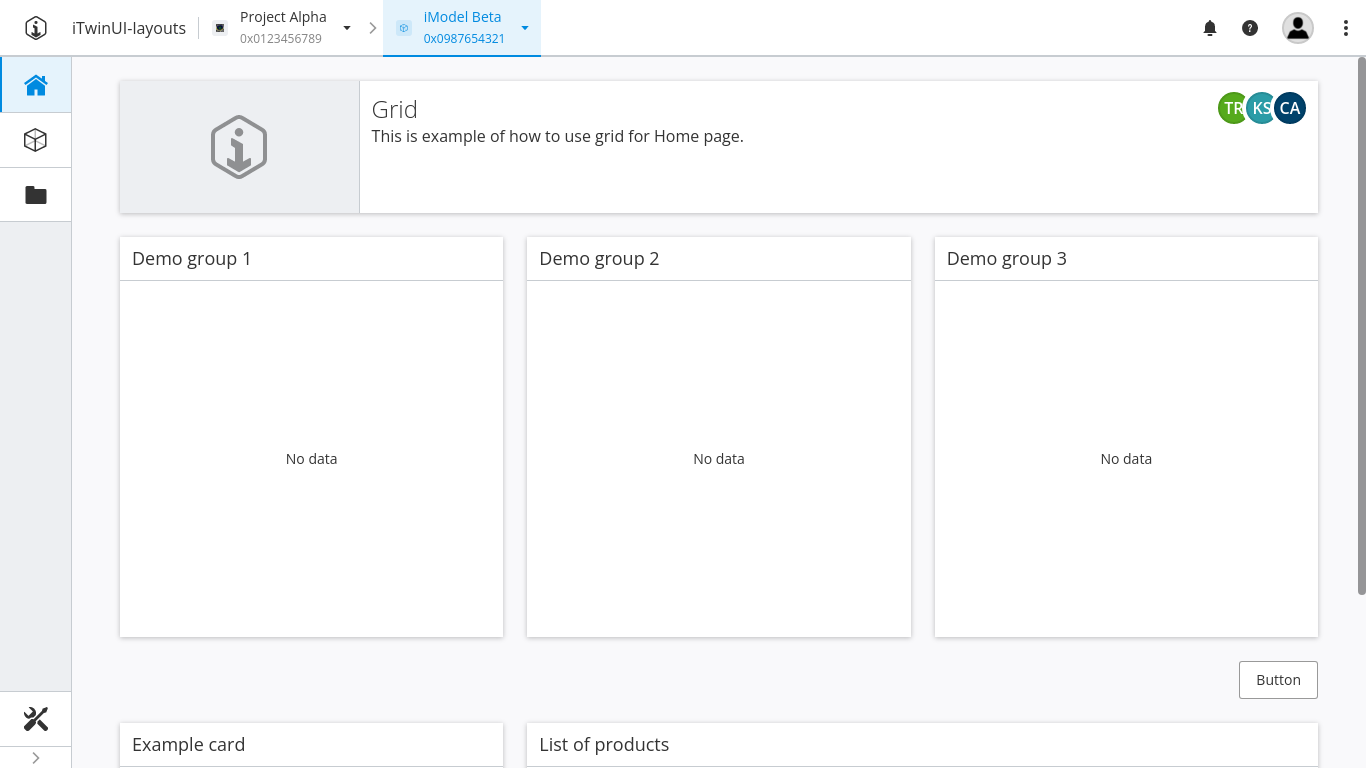 iTwinUI-layouts
Project Alpha
0x0123456789
iModel Beta
0x0987654321
Grid
This is example of how to use grid for Home page.
TR
KS
CA
Demo group 1
Demo group 2
Demo group 3
No data
No data
No data
Button
Example card
List of products